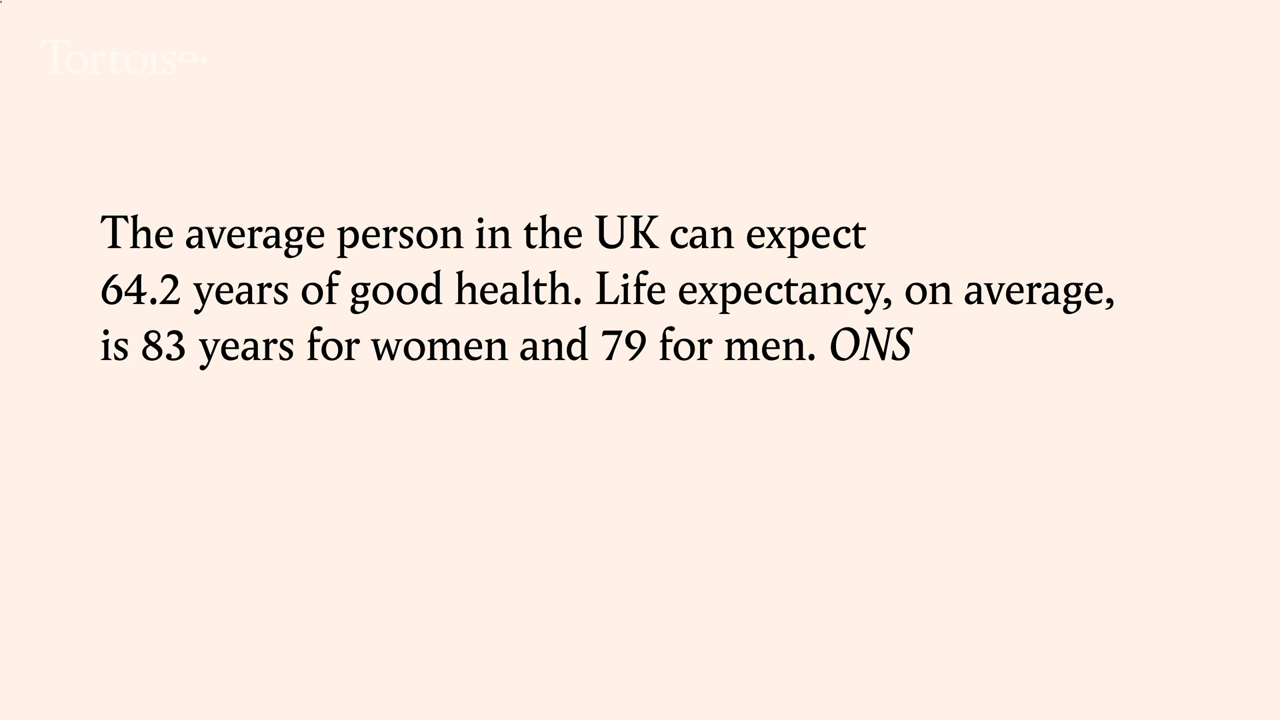 Tortoise.
The average person in the UK can expect
64.2 years of good health. Life expectancy, on average,
is 83 years for women and 79 for men. ONS